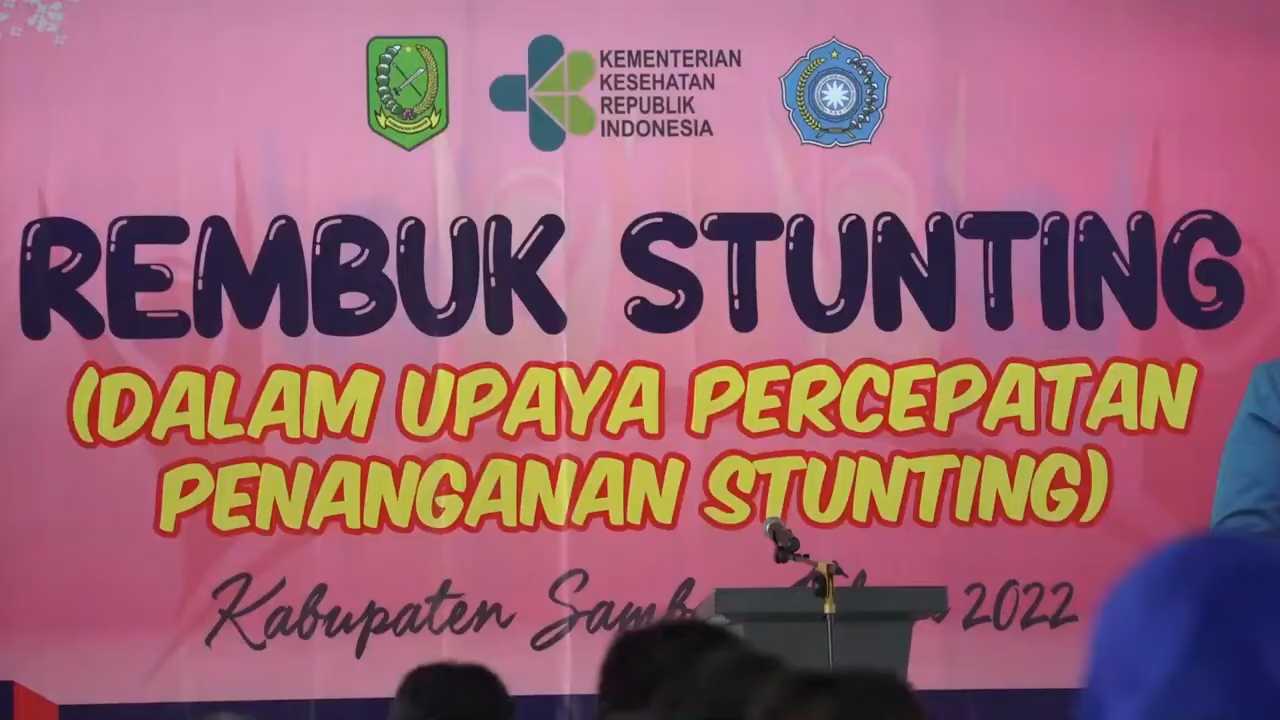 KEMENTERIAN
KESEHATAN
REPUBLIK
INDONESIA
REMBUK STUNTING
(DALAM UPAYA PERCEPATAN
PENANGANAN STUNTING)
Kabupaten 2022